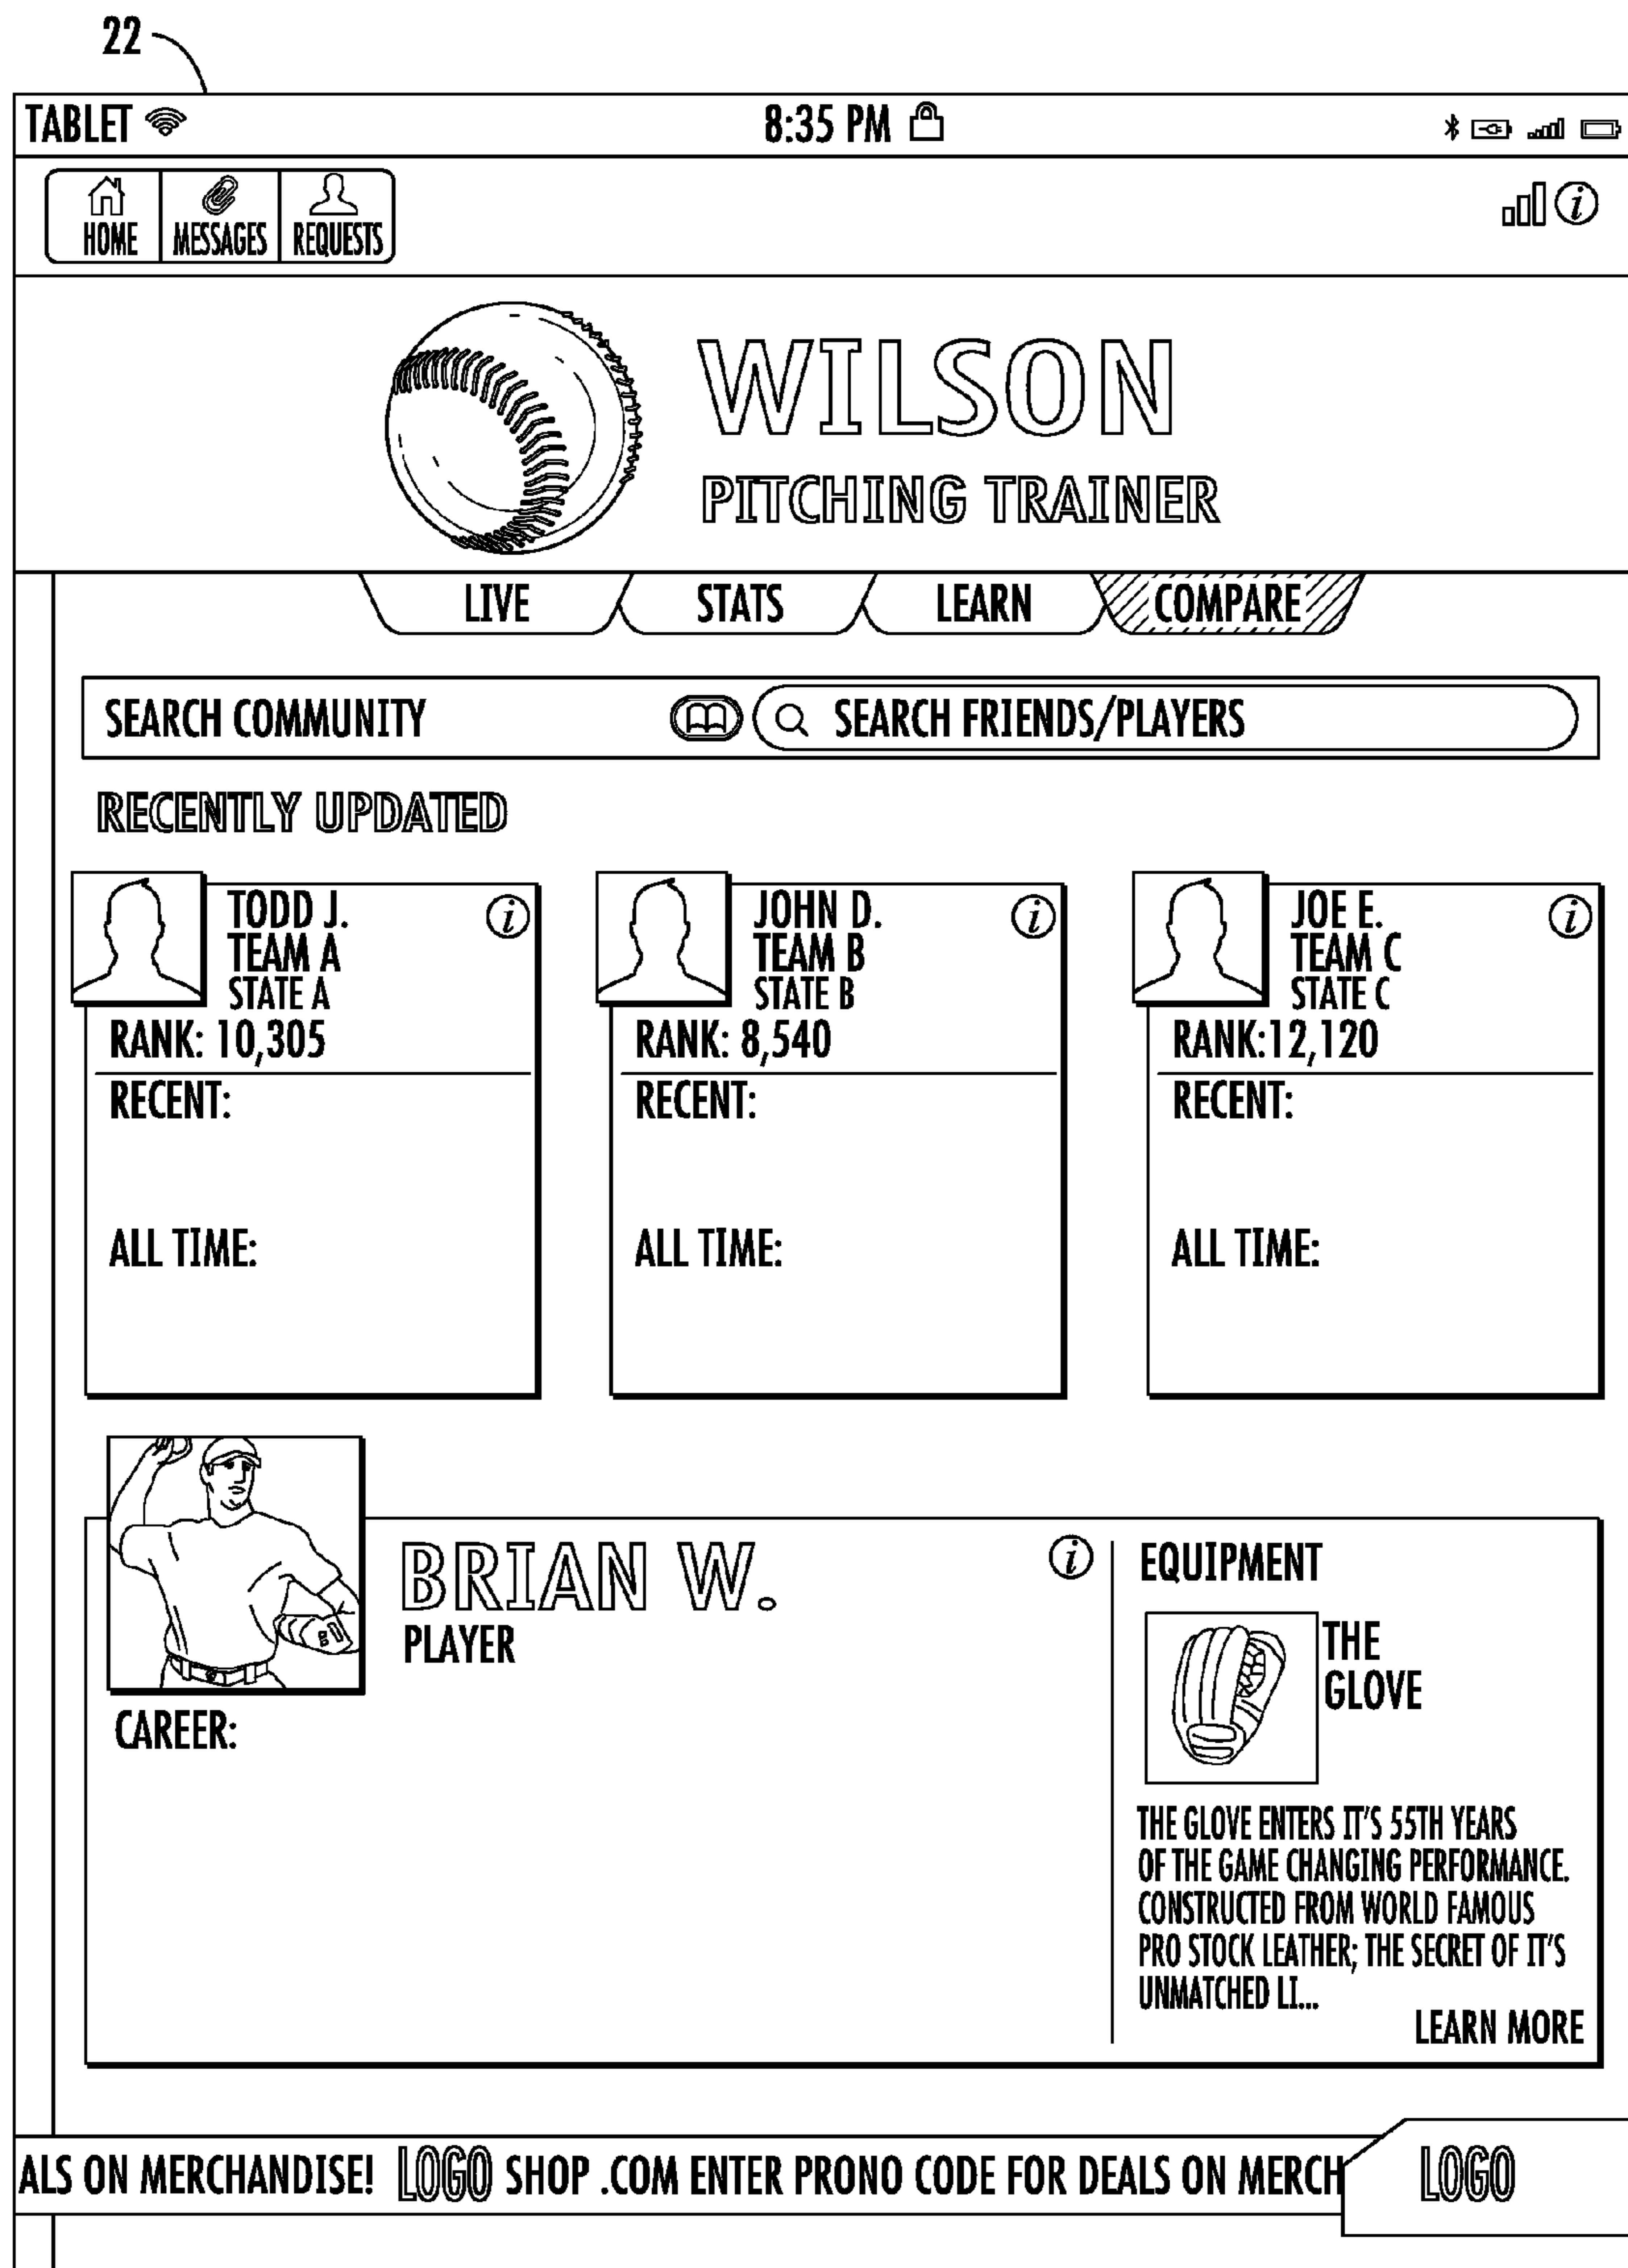 22
TABLET 8:35 PM
HOME MESSAGES REQUESTS
WILSON
PITCHING TRAINER
LIVE STATS LEARN COMPARE
SEARCH COMMUNITY SEARCH FRIENDS/PLAYERS
RECENTLY UPDATED
TODD J.
TEAM A
STATE A
RANK: 10,305
RECENT:
ALL TIME:
JOHN D.
TEAM B
STATE B
RANK: 8,540
RECENT:
ALL TIME:
JOE E.
TEAM C
STATE C
RANK:12,120
RECENT:
ALL TIME:
BRIAN W.
PLAYER
CAREER:
EQUIPMENT
THE
GLOVE
THE GLOVE ENTERS IT'S 55TH YEARS
OF THE GAME CHANGING PERFORMANCE.
CONSTRUCTED FROM WORLD FAMOUS
PRO STOCK LEATHER; THE SECRET OF IT'S
UNMATCHED LI...
LEARN MORE
ALS ON MERCHANDISE! LOGO SHOP .COM ENTER PRONO CODE FOR DEALS ON MERCH LOGO